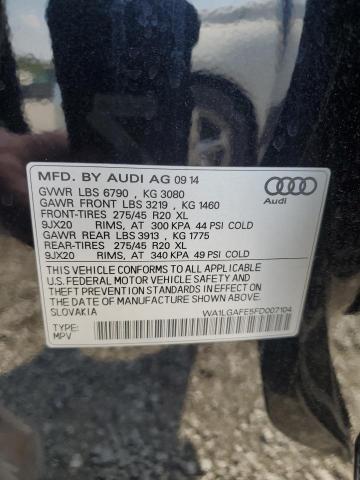 MFD. BY AUDI AG 09 14
GVWR LBS 6790 , KG 3080
GAWR FRONT LBS 3219 , KG 1460
FRONT-TIRES 275/45 R20 XL
9JX20 RIMS, AT 300 KPA 44 PSI COLD
GAWR REAR LBS 3913 , KG 1775
REAR-TIRES 275/45 R20 XL
9JX20 RIMS, AT 340 KPA 49 PSI COLD
Audi
THIS VEHICLE CONFORMS TO ALL APPLICABLE
U.S. FEDERAL MOTOR VEHICLE SAFETY AND
THEFT PREVENTION STANDARDS IN EFFECT ON THE
DATE OF MANUFACTURE SHOWN ABOVE
SLOVAKIA
WA1LGAFE5FD007104
TYPE:
MPV